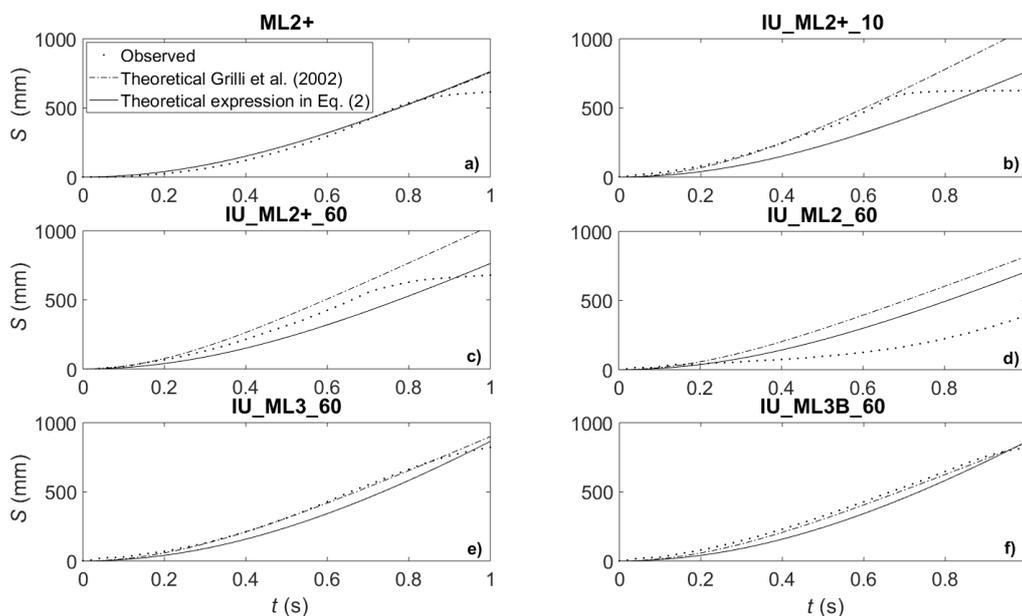 ML2+
1000
500
0
S (mm)
Observed
Theoretical Grilli et al. (2002)
Theoretical expression in Eq. (2)
a)
0 0.2 0.4 0.6 0.8 1
IU_ML2+_10
1000
500
0
S (mm)
b)
0 0.2 0.4 0.6 0.8
IU_ML2+_60
1000
500
0
S (mm)
c)
0 0.2 0.4 0.6 0.8 1
IU_ML2_60
1000
500
0
S (mm)
d)
0 0.2 0.4 0.6 0.8
IU_ML3_60
1000
500
0
S (mm)
e)
0 0.2 0.4 0.6 0.8 1
t (s)
IU_ML3B_60
1000
500
0
S (mm)
f)
0 0.2 0.4 0.6 0.8
t (s)